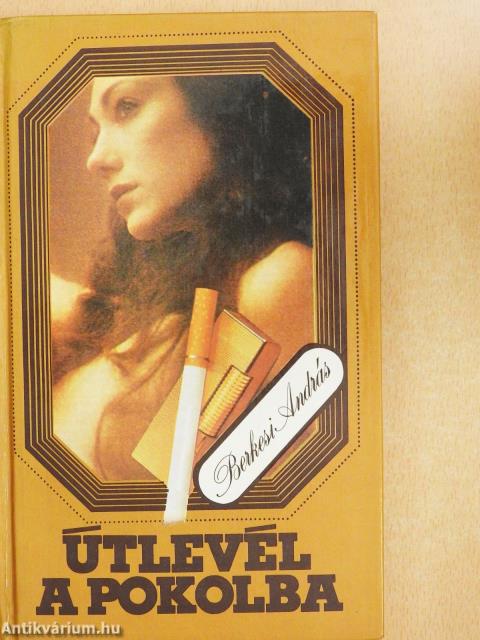 Berkesi András
ÚTLEVÉL
A POKOLBA
Antikvárium.hu